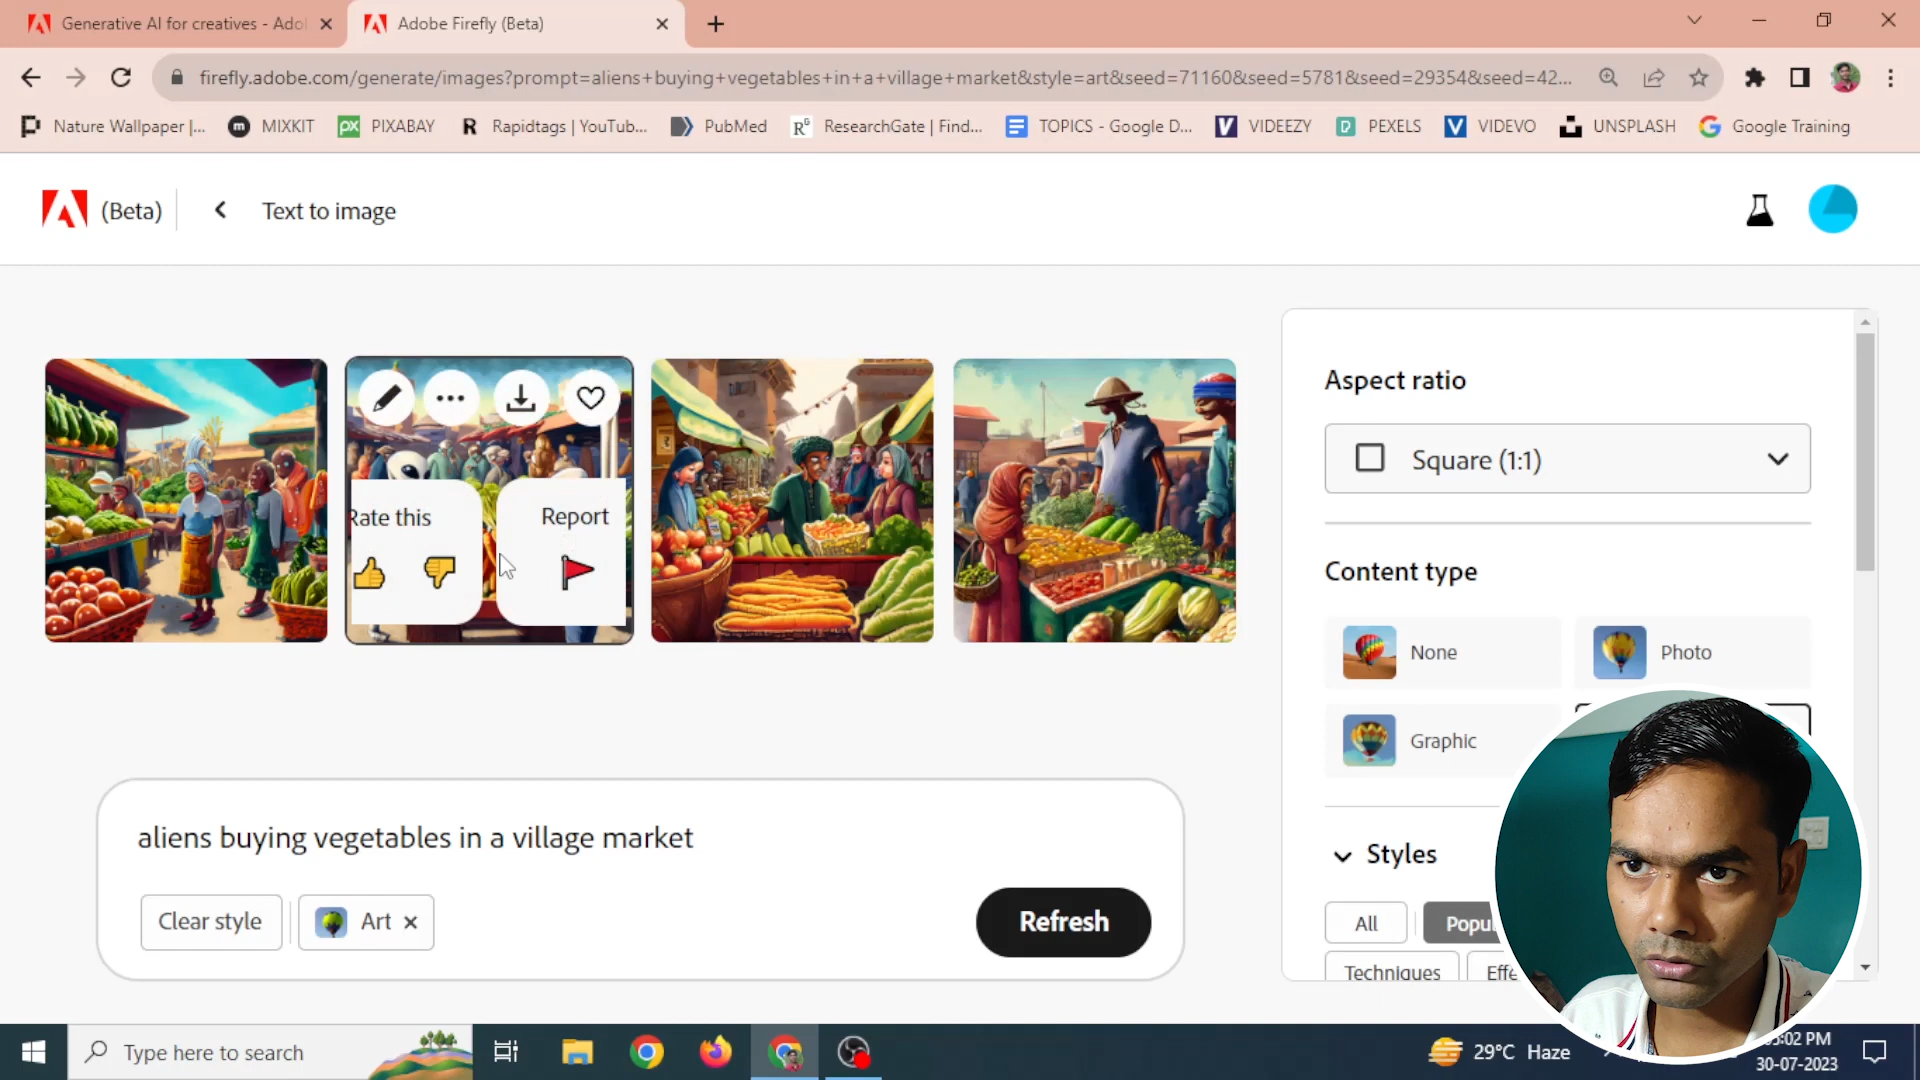 Generative AI for creatives - Ado
Adobe Firefly (Beta)
firefly.adobe.com/generate/images?prompt=aliens+buying+vegetables+in+a+village+market&style=art&seed=71160&seed=5781&seed=29354&seed=42...
Nature Wallpaper |...
MIXKIT
PIXABAY
Rapidtags | YouTub...
PubMed
ResearchGate | Find...
TOPICS - Google D...
VIDEEZY
PEXELS
VIDEVO
UNSPLASH
Google Training
(Beta)
Text to image
Aspect ratio
Square (1:1)
Rate this
Report
Content type
None
Photo
Graphic
aliens buying vegetables in a village market
Styles
Clear style
Art
Refresh
All
Popu
Techniques
Effe
Type here to search
29°C Haze
:02 PM
30-07-2023